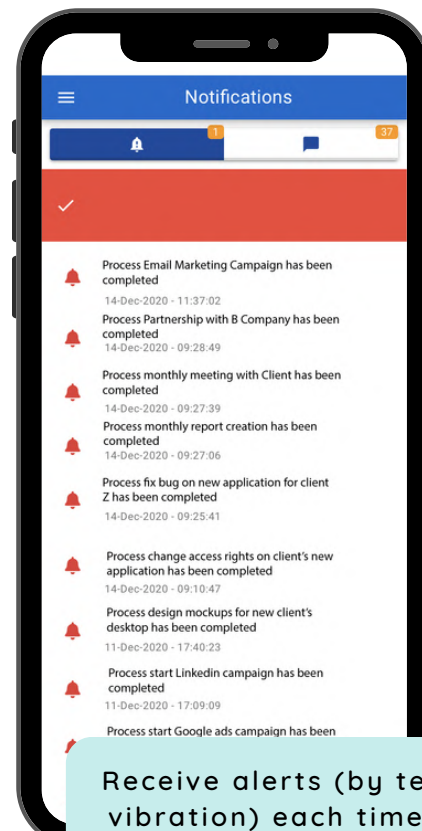 Notifications
1
37
Process Email Marketing Campaign has been
completed
14-Dec-2020 - 11:37:02
Process Partnership with B Company has been
completed
14-Dec-2020 - 09:28:49
Process monthly meeting with Client has been
completed
14-Dec-2020 - 09:27:39
Process monthly report creation has been
completed
14-Dec-2020 - 09:27:06
Process fix bug on new application for client
Z has been completed
14-Dec-2020 - 09:25:41
Process change access rights on client's new
application has been completed
14-Dec-2020 - 09:10:47
Process design mockups for new client's
desktop has been completed
11-Dec-2020 - 17:40:23
Process start Linkedin campaign has been
completed
11-Dec-2020 - 17:09:09
Process start Google ads campaign has been
Receive alerts (by te
vibration) each time